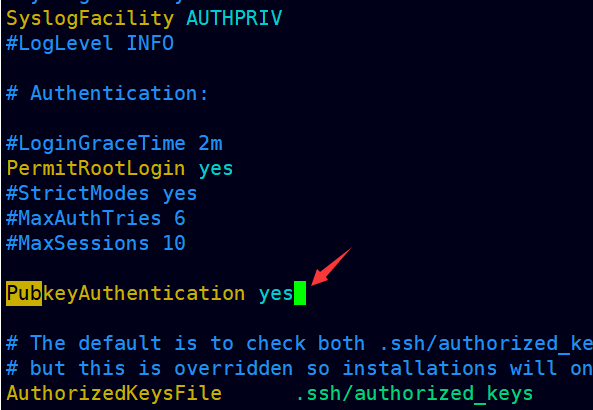 SyslogFacility AUTHPRIV
#LogLevel INFO
# Authentication:
#LoginGraceTime 2m
PermitRootLogin yes
#StrictModes yes
#MaxAuthTries 6
#MaxSessions 10
PubkeyAuthentication yes
# The default is to check both .ssh/authorized_ke
# but this is overridden so installations will on
AuthorizedKeysFile .ssh/authorized_keys